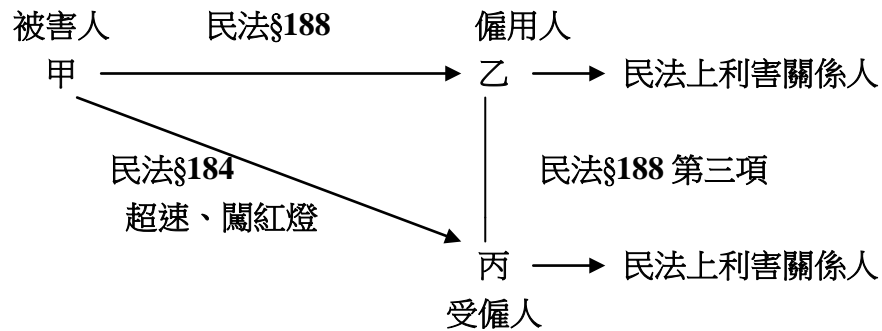 被害人 民法§188 僱用人
甲 乙 民法上利害關係人
民法§184 民法§188 第三項
超速、闖紅燈
丙 民法上利害關係人
受僱人